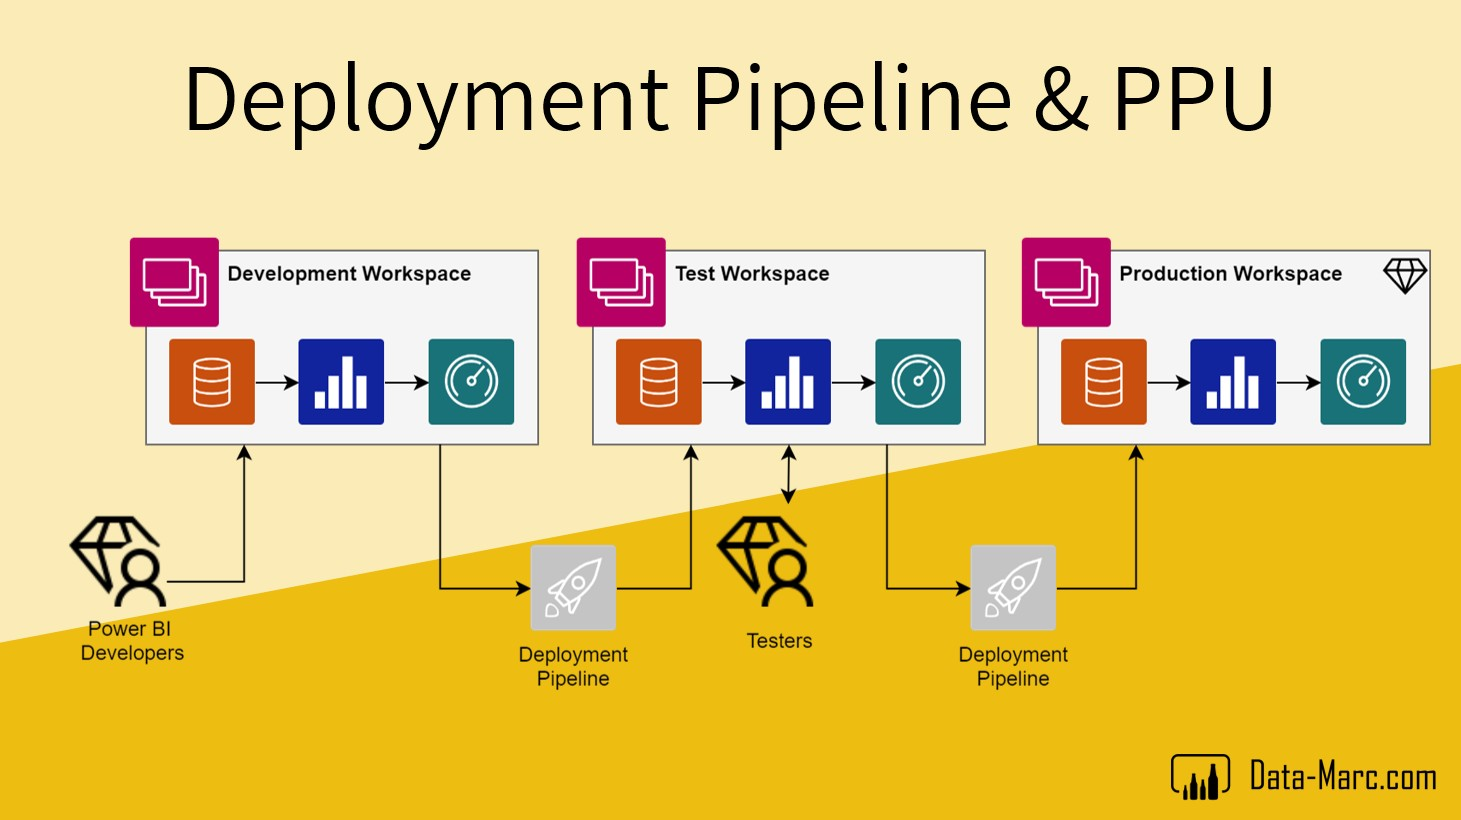 Deployment Pipeline & PPU
Development Workspace
Test Workspace
Production Workspace
Power BI
Developers
Deployment
Pipeline
Testers
Deployment
Pipeline
Data-Marc.com